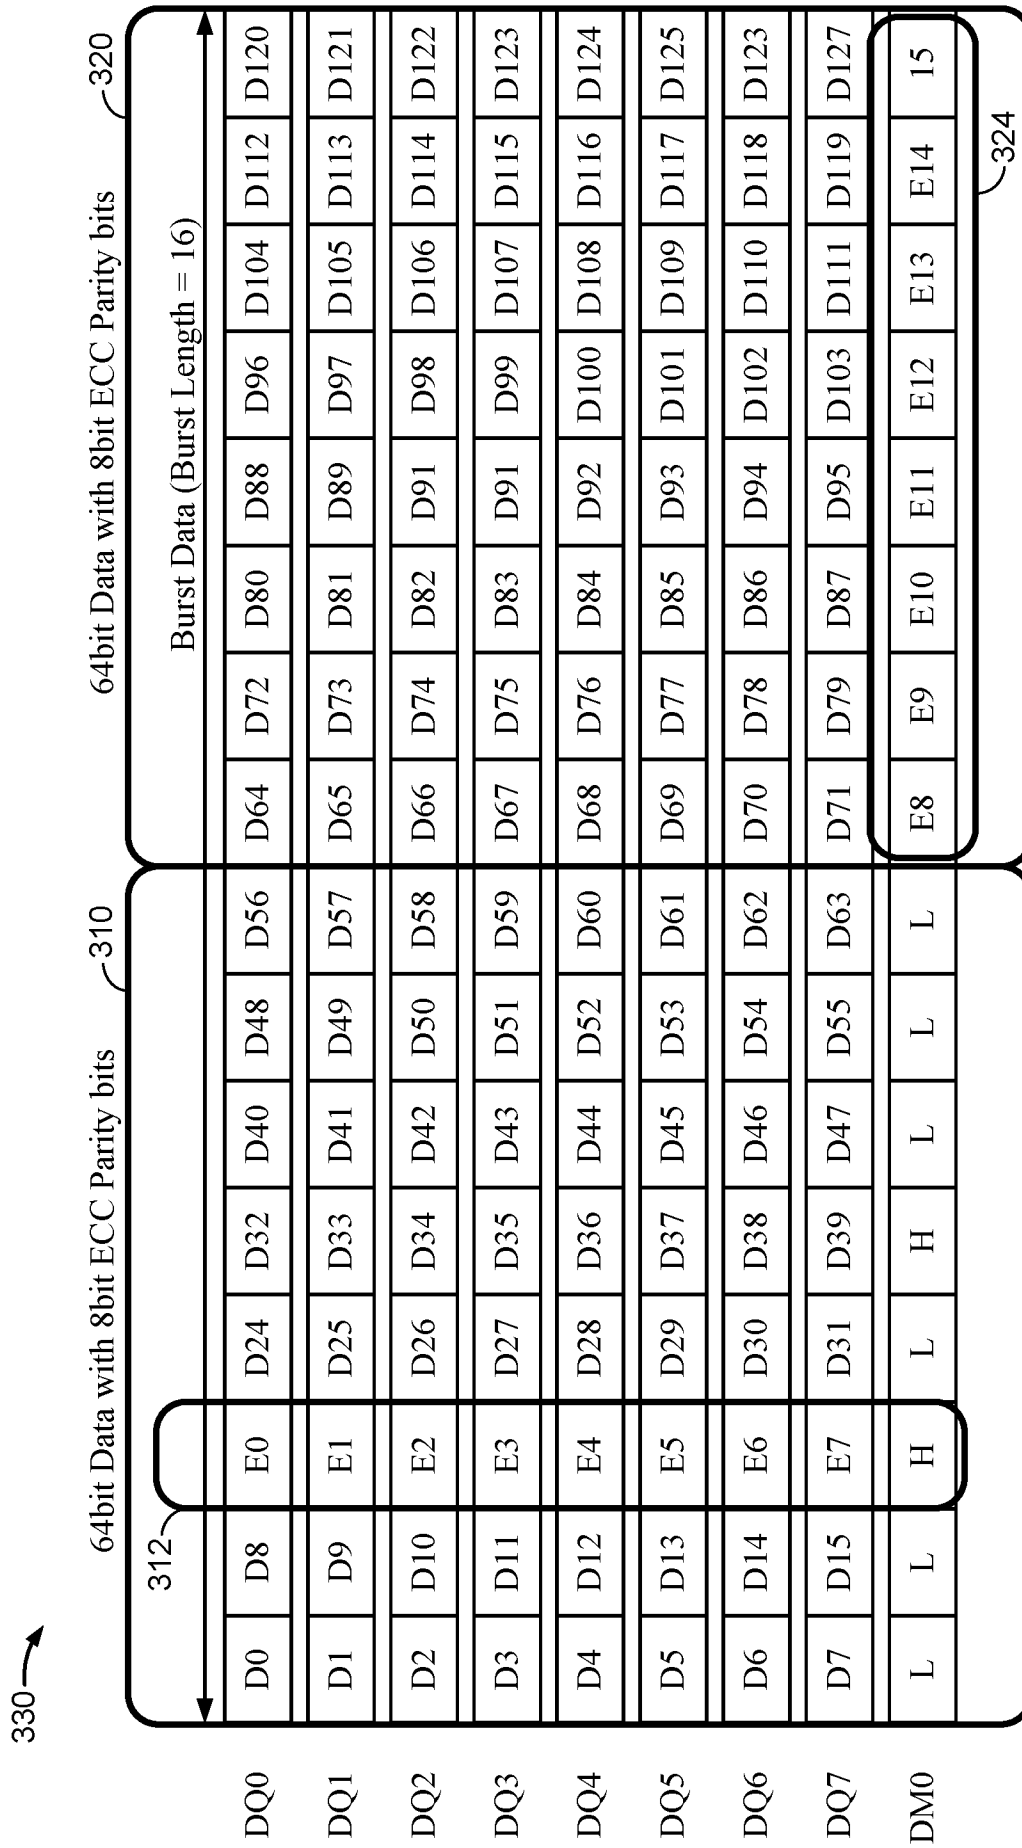 330
64bit Data with 8bit ECC Parity bits
310
64bit Data with 8bit ECC Parity bits
320
312
Burst Data (Burst Length = 16)
DQ0 D0 D8 E0 D24 D32 D40 D48 D56 D64 D72 D80 D88 D96 D104 D112 D120
DQ1 D1 D9 E1 D25 D33 D41 D49 D57 D65 D73 D81 D89 D97 D105 D113 D121
DQ2 D2 D10 E2 D26 D34 D42 D50 D58 D66 D74 D82 D91 D98 D106 D114 D122
DQ3 D3 D11 E3 D27 D35 D43 D51 D59 D67 D75 D83 D91 D99 D107 D115 D123
DQ4 D4 D12 E4 D28 D36 D44 D52 D60 D68 D76 D84 D92 D100 D108 D116 D124
DQ5 D5 D13 E5 D29 D37 D45 D53 D61 D69 D77 D85 D93 D101 D109 D117 D125
DQ6 D6 D14 E6 D30 D38 D46 D54 D62 D70 D78 D86 D94 D102 D110 D118 D123
DQ7 D7 D15 E7 D31 D39 D47 D55 D63 D71 D79 D87 D95 D103 D111 D119 D127
DM0 L L H L H L L L E8 E9 E10 E11 E12 E13 E14 15
324